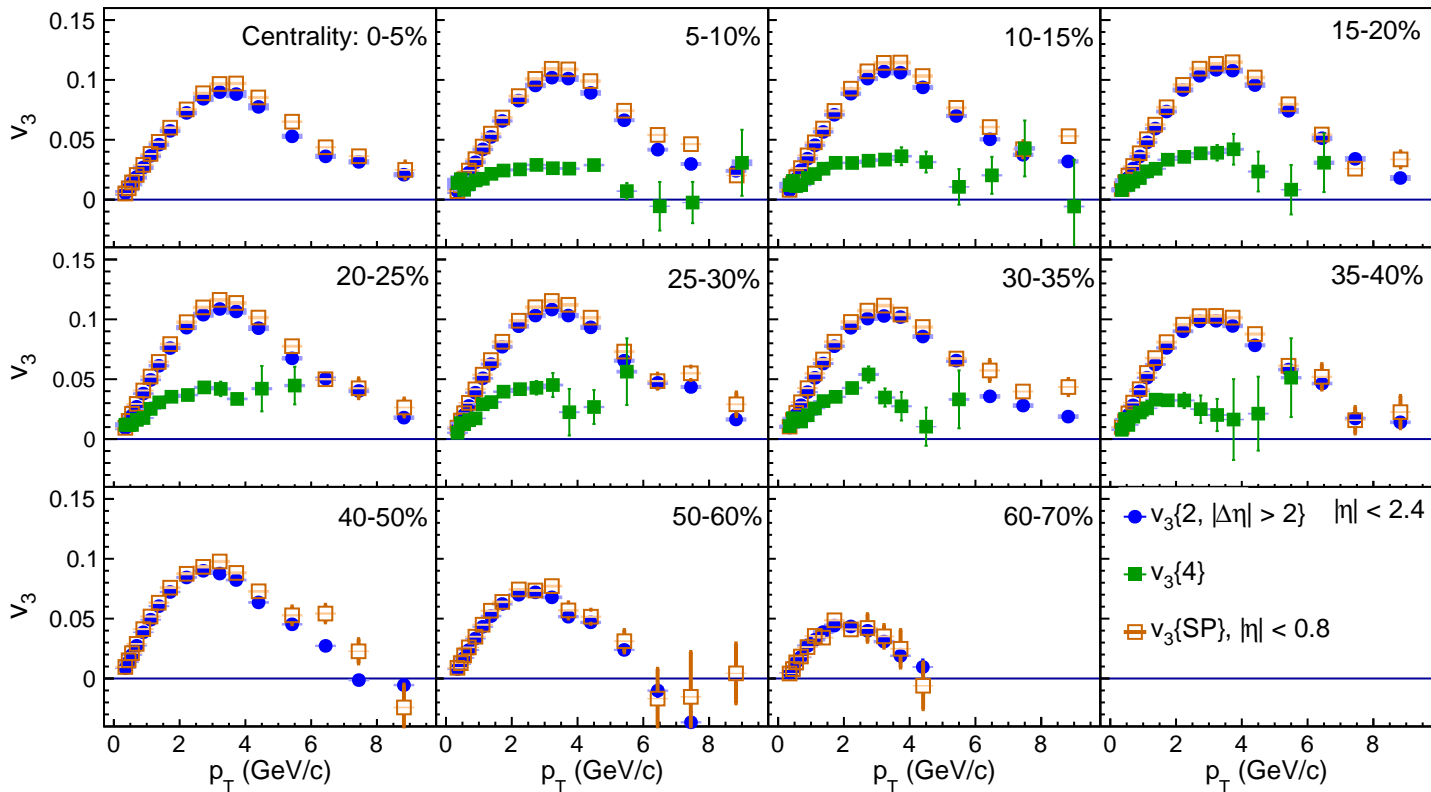 Centrality: 0-5%
5-10%
10-15%
15-20%
v3
0.15
0.1
0.05
0
20-25%
25-30%
30-35%
35-40%
v3
0.15
0.1
0.05
0
40-50%
50-60%
60-70%
v3
0.15
0.1
0.05
0
v3{2, |Δη| > 2} |η| < 2.4
v3{4}
v3{SP}, |η| < 0.8
0 2 4 6 8
0 2 4 6 8
0 2 4 6 8
0 2 4 6 8
pT (GeV/c)
pT (GeV/c)
pT (GeV/c)
pT (GeV/c)